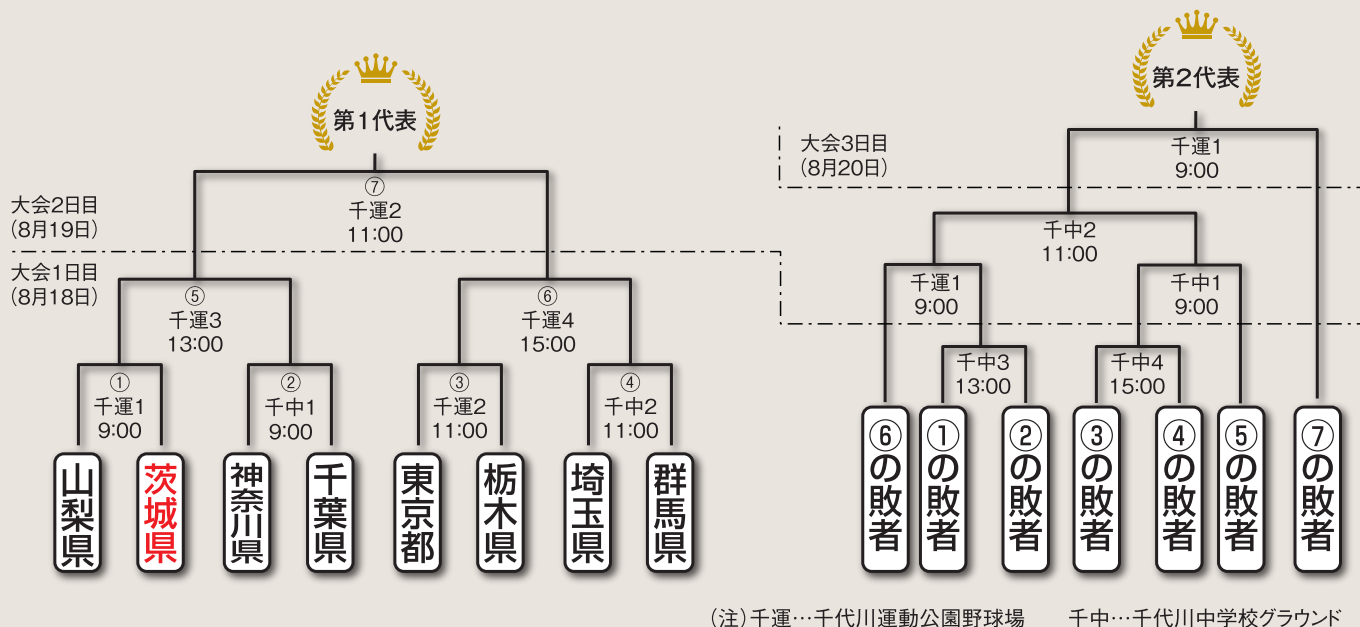 第1代表
大会2日目
(8月19日)
⑦
千運2
11:00
大会1日目
(8月18日)
⑤
千運3
13:00
⑥
千運4
15:00
①
千運1
9:00
②
千中1
9:00
③
千運2
11:00
④
千中2
11:00
山梨県
茨城県
神奈川県
千葉県
東京都
栃木県
埼玉県
群馬県
第2代表
大会3日目
(8月20日)
千運1
9:00
千中2
11:00
千運1
9:00
千中1
9:00
千中3
13:00
千中4
15:00
⑥の敗者
①の敗者
②の敗者
③の敗者
④の敗者
⑤の敗者
⑦の敗者
(注)千運…千代川運動公園野球場　千中…千代川中学校グラウンド